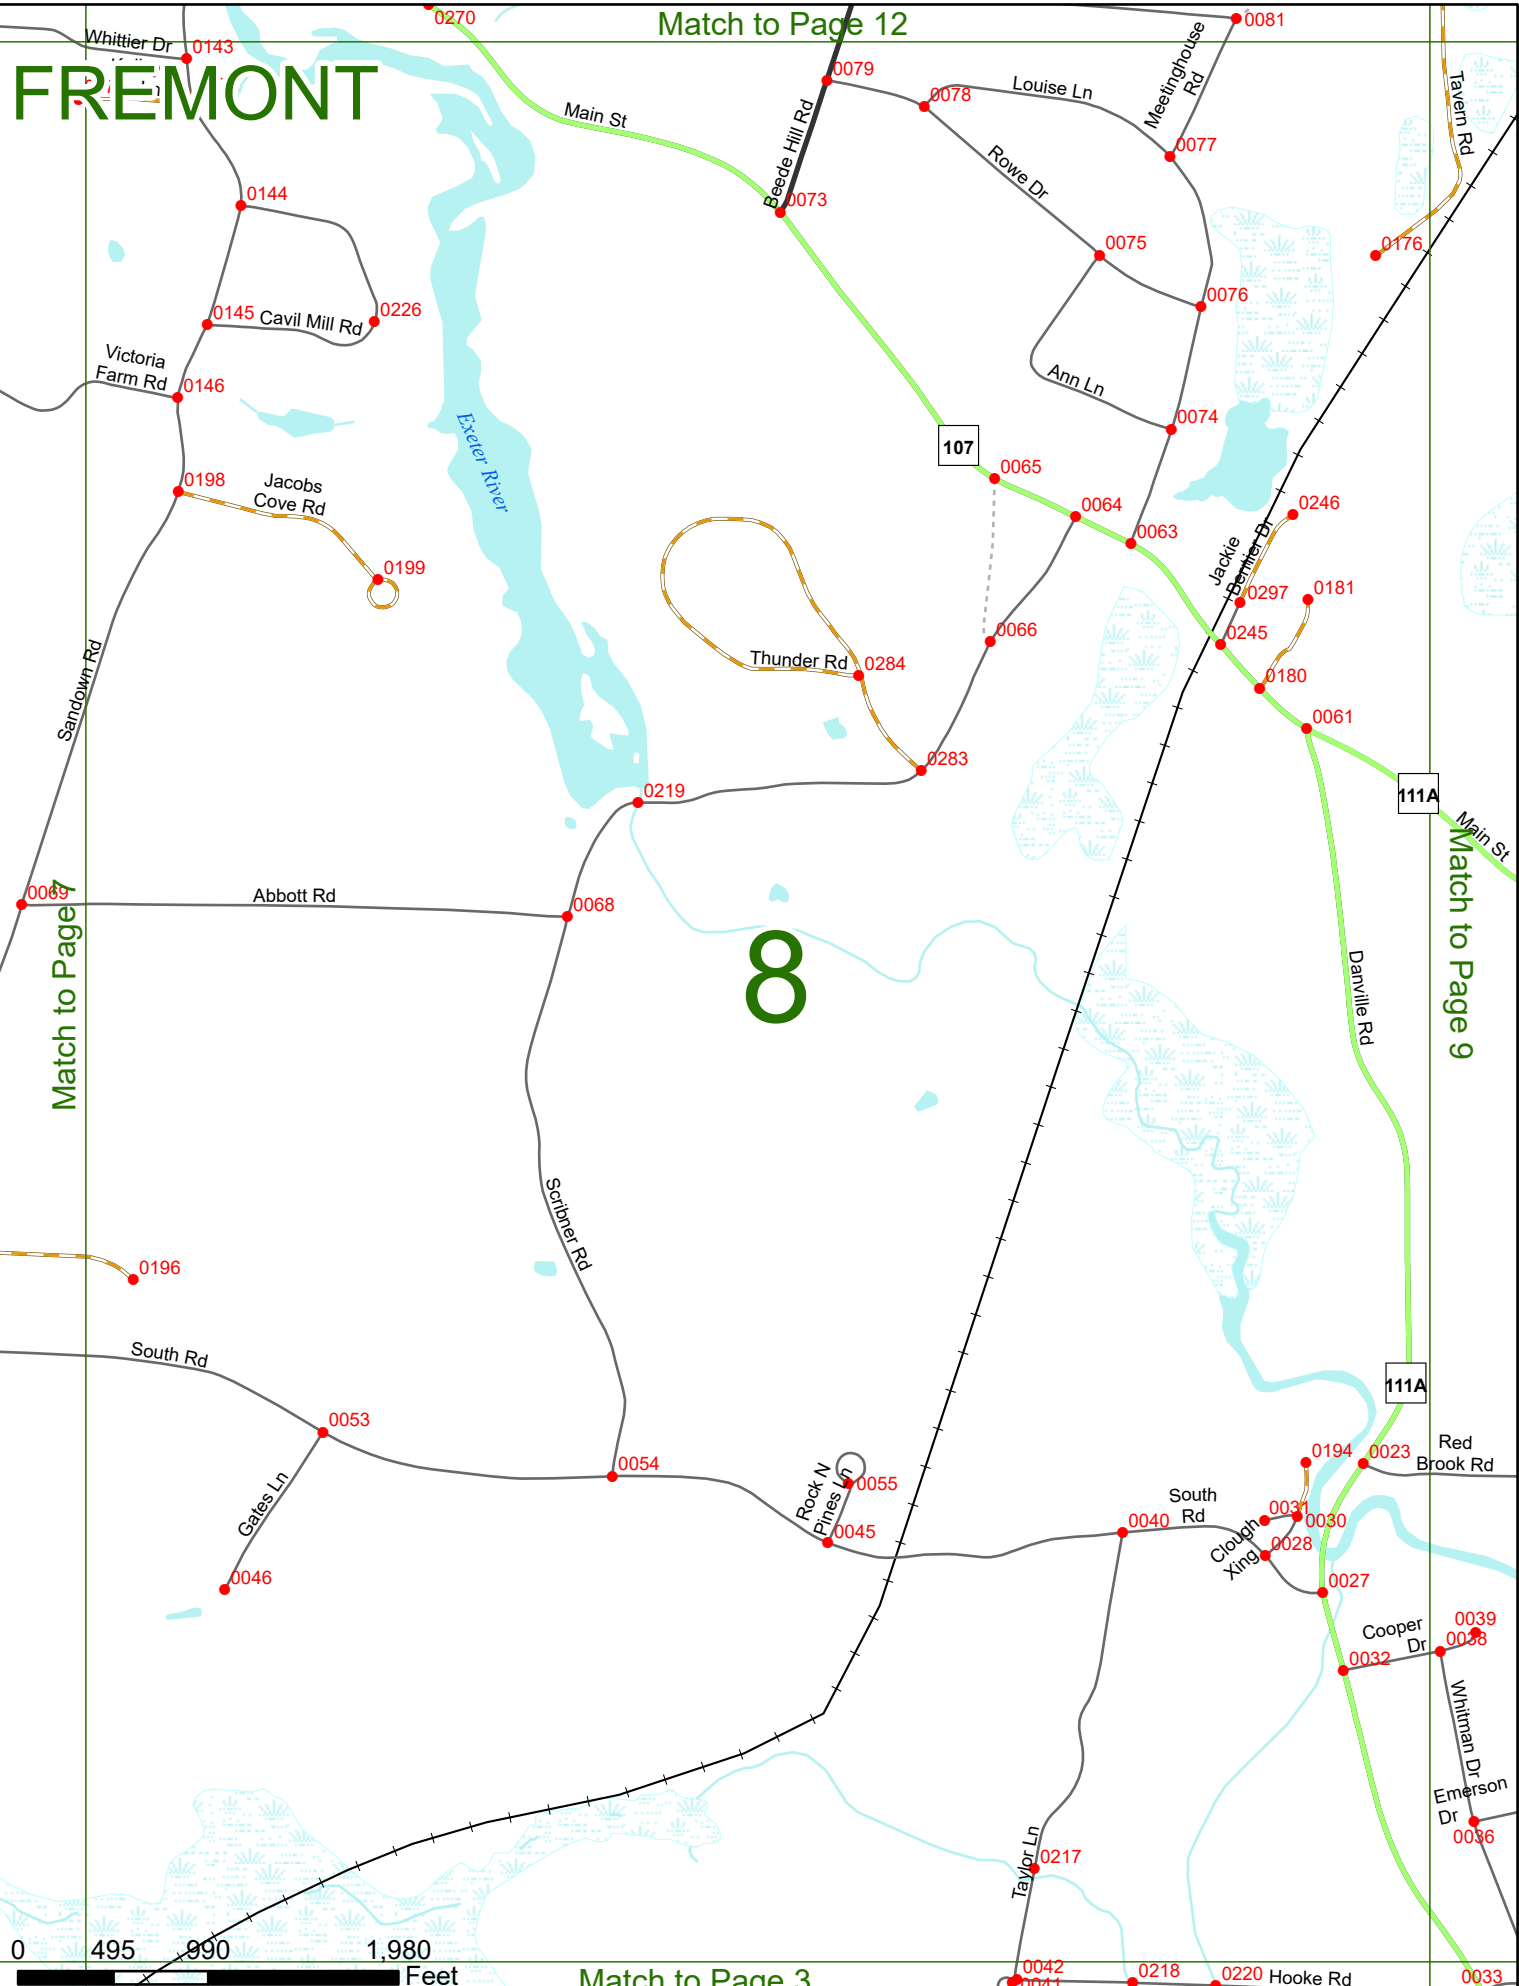 0270
Match to Page 12
0081
Whittier Dr
0143
FREMONT
0079
0078
Louise Ln
Meetinghouse
Rd
Tavern Rd
Main St
Beede Hill Rd
0077
Rowe Dr
0144
0073
0075
0176
0076
0145
Cavil Mill Rd
0226
Victoria
Farm Rd
0146
Ann Ln
0074
Exeter River
107
0065
0198
Jacobs
Cove Rd
0064
0246
0063
Jackie
Bernier Dr
0199
0297
0181
0066
0245
Sandown Rd
Thunder Rd
0284
0180
0061
0283
0219
111A
Main St
0069
Abbott Rd
0068
Match to Page 7
8
Match to Page 9
Danville Rd
Scribner Rd
0196
South Rd
111A
0053
0194
0023
Red
Brook Rd
0054
Rock N
Pines Ln
0055
Gates Ln
South
Rd
0031
0030
0045
0040
Clough
Xing
0028
0046
0027
0039
Cooper
Dr
0038
0032
Whitman Dr
Emerson
Dr
0036
Taylor Ln
0217
0
495
990
1,980
Feet
Match to Page 3
0042
0041
0218
0220
Hooke Rd
0033